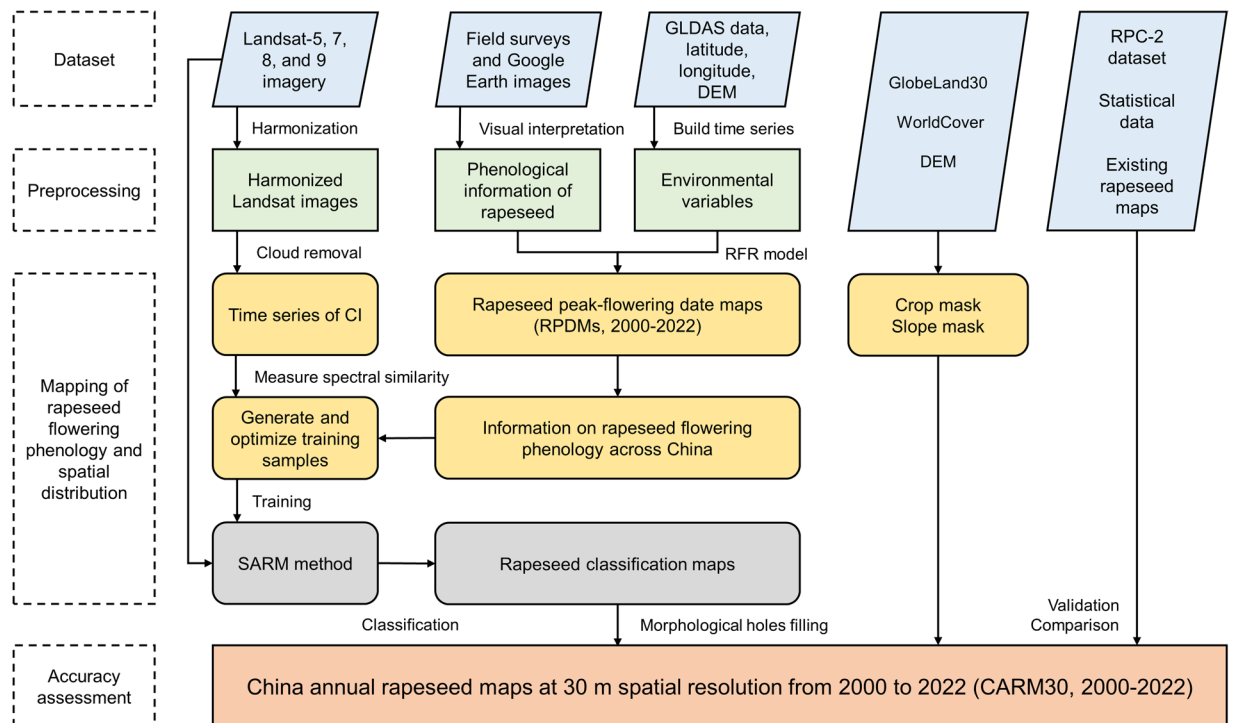 Dataset
Landsat-5, 7,
8, and 9
imagery
Field surveys
and Google
Earth images
GLDAS data,
latitude,
longitude,
DEM
GlobeLand30
WorldCover
DEM
RPC-2
dataset
Statistical
data
Existing
rapeseed
maps
Harmonization
Visual interpretation
Build time series
Preprocessing
Harmonized
Landsat images
Phenological
information of
rapeseed
Environmental
variables
Cloud removal
RFR model
Mapping of
rapeseed
flowering
phenology and
spatial
distribution
Time series of CI
Rapeseed peak-flowering date maps
(RPDMs, 2000-2022)
Crop mask
Slope mask
Measure spectral similarity
Generate and
optimize training
samples
Information on rapeseed flowering
phenology across China
Training
SARM method
Rapeseed classification maps
Classification
Morphological holes filling
Validation
Comparison
Accuracy
assessment
China annual rapeseed maps at 30 m spatial resolution from 2000 to 2022 (CARM30, 2000-2022)